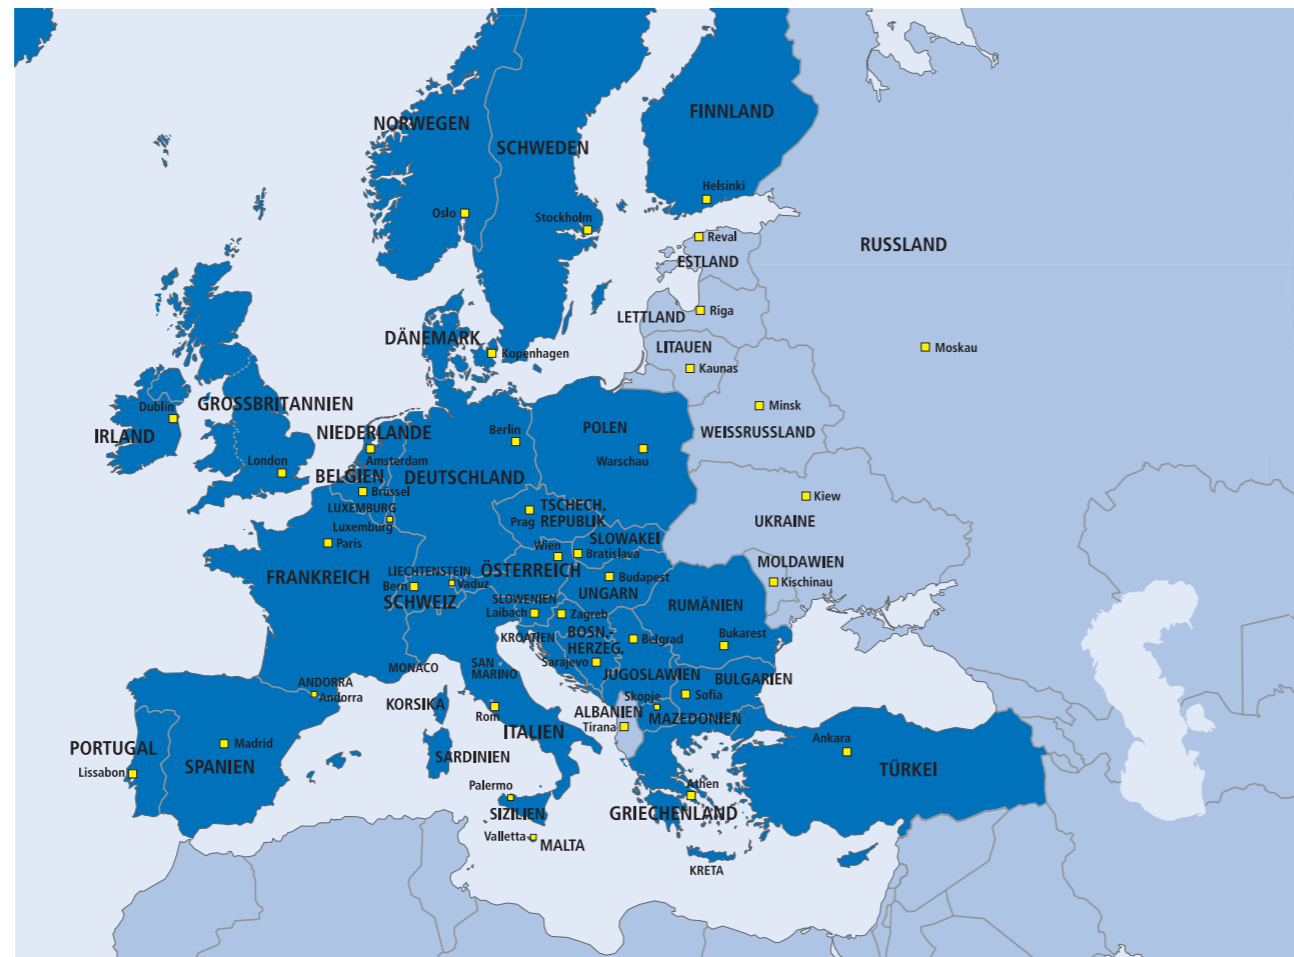 FINNLAND
NORWEGEN
SCHWEDEN
Helsinki
Oslo
Stockholm
Reval
RUSSLAND
ESTLAND
Riga
LETTLAND
DÄNEMARK
LITAUEN
Moskau
Kopenhagen
Kaunas
GROSSBRITANNIEN
Dublin
Minsk
IRLAND
NIEDERLANDE
Berlin
POLEN
WEISSRUSSLAND
London
Amsterdam
Warschau
BELGIEN
DEUTSCHLAND
Brüssel
Kiew
LUXEMBURG
TSCHECH.
REPUBLIK
Prag
UKRAINE
Luxemburg
Paris
SLOWAKEI
Wien
Bratislava
MOLDAWIEN
FRANKREICH
LIECHTENSTEIN
ÖSTERREICH
Budapest
Kischinau
Bern
Vaduz
SCHWEIZ
SLOWENIEN
UNGARN
RUMÄNIEN
Laibach
Zagreb
KROATIEN
BOSN.-
HERZEG.
Belgrad
Bukarest
Sarajevo
MONACO
SAN
MARINO
JUGOSLAWIEN
BULGARIEN
ANDORRA
Andorra
KORSIKA
Skopje
Sofia
Rom
ALBANIEN
MAZEDONIEN
Tirana
ITALIEN
PORTUGAL
Madrid
Ankara
Lissabon
SPANIEN
SARDINIEN
TÜRKEI
Palermo
Athen
SIZILIEN
GRIECHENLAND
Valletta
MALTA
KRETA